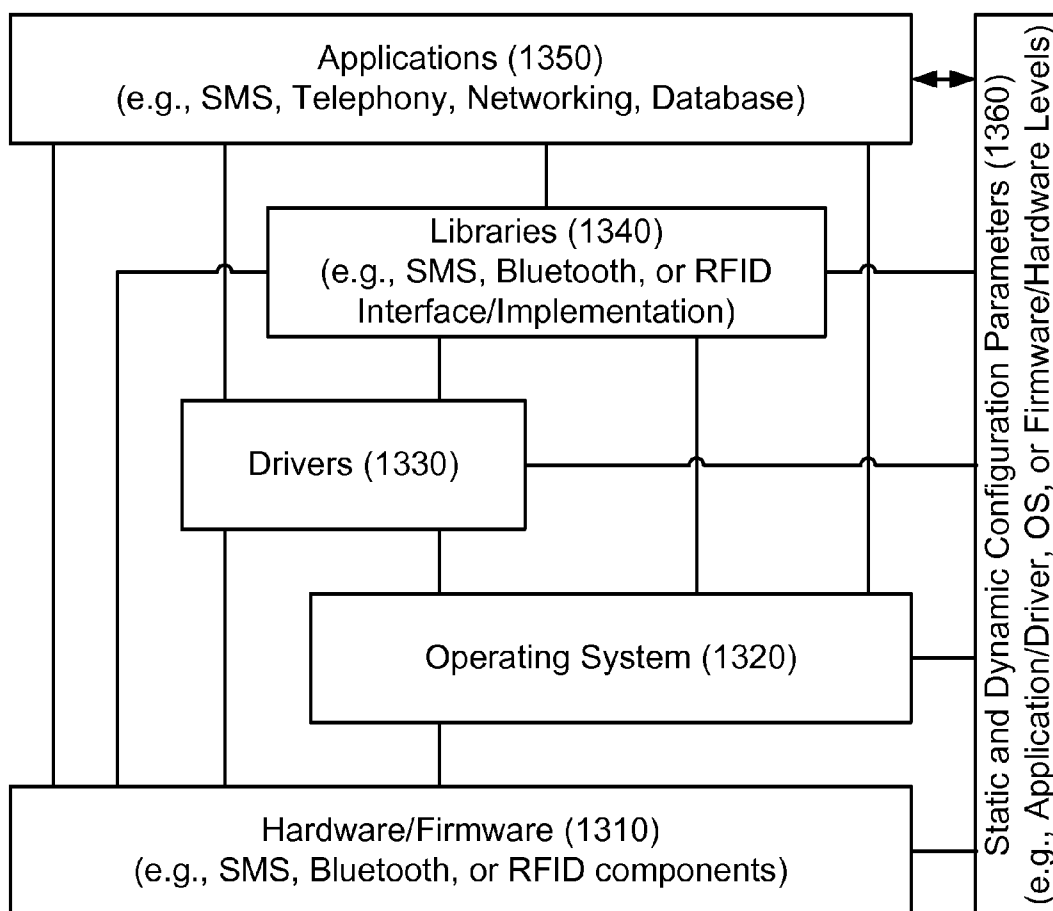 Applications (1350)
(e.g., SMS, Telephony, Networking, Database)
Libraries (1340)
(e.g., SMS, Bluetooth, or RFID
Interface/Implementation)
Drivers (1330)
Operating System (1320)
Hardware/Firmware (1310)
(e.g., SMS, Bluetooth, or RFID components)
Static and Dynamic Configuration Parameters (1360)
(e.g., Application/Driver, OS, or Firmware/Hardware Levels)